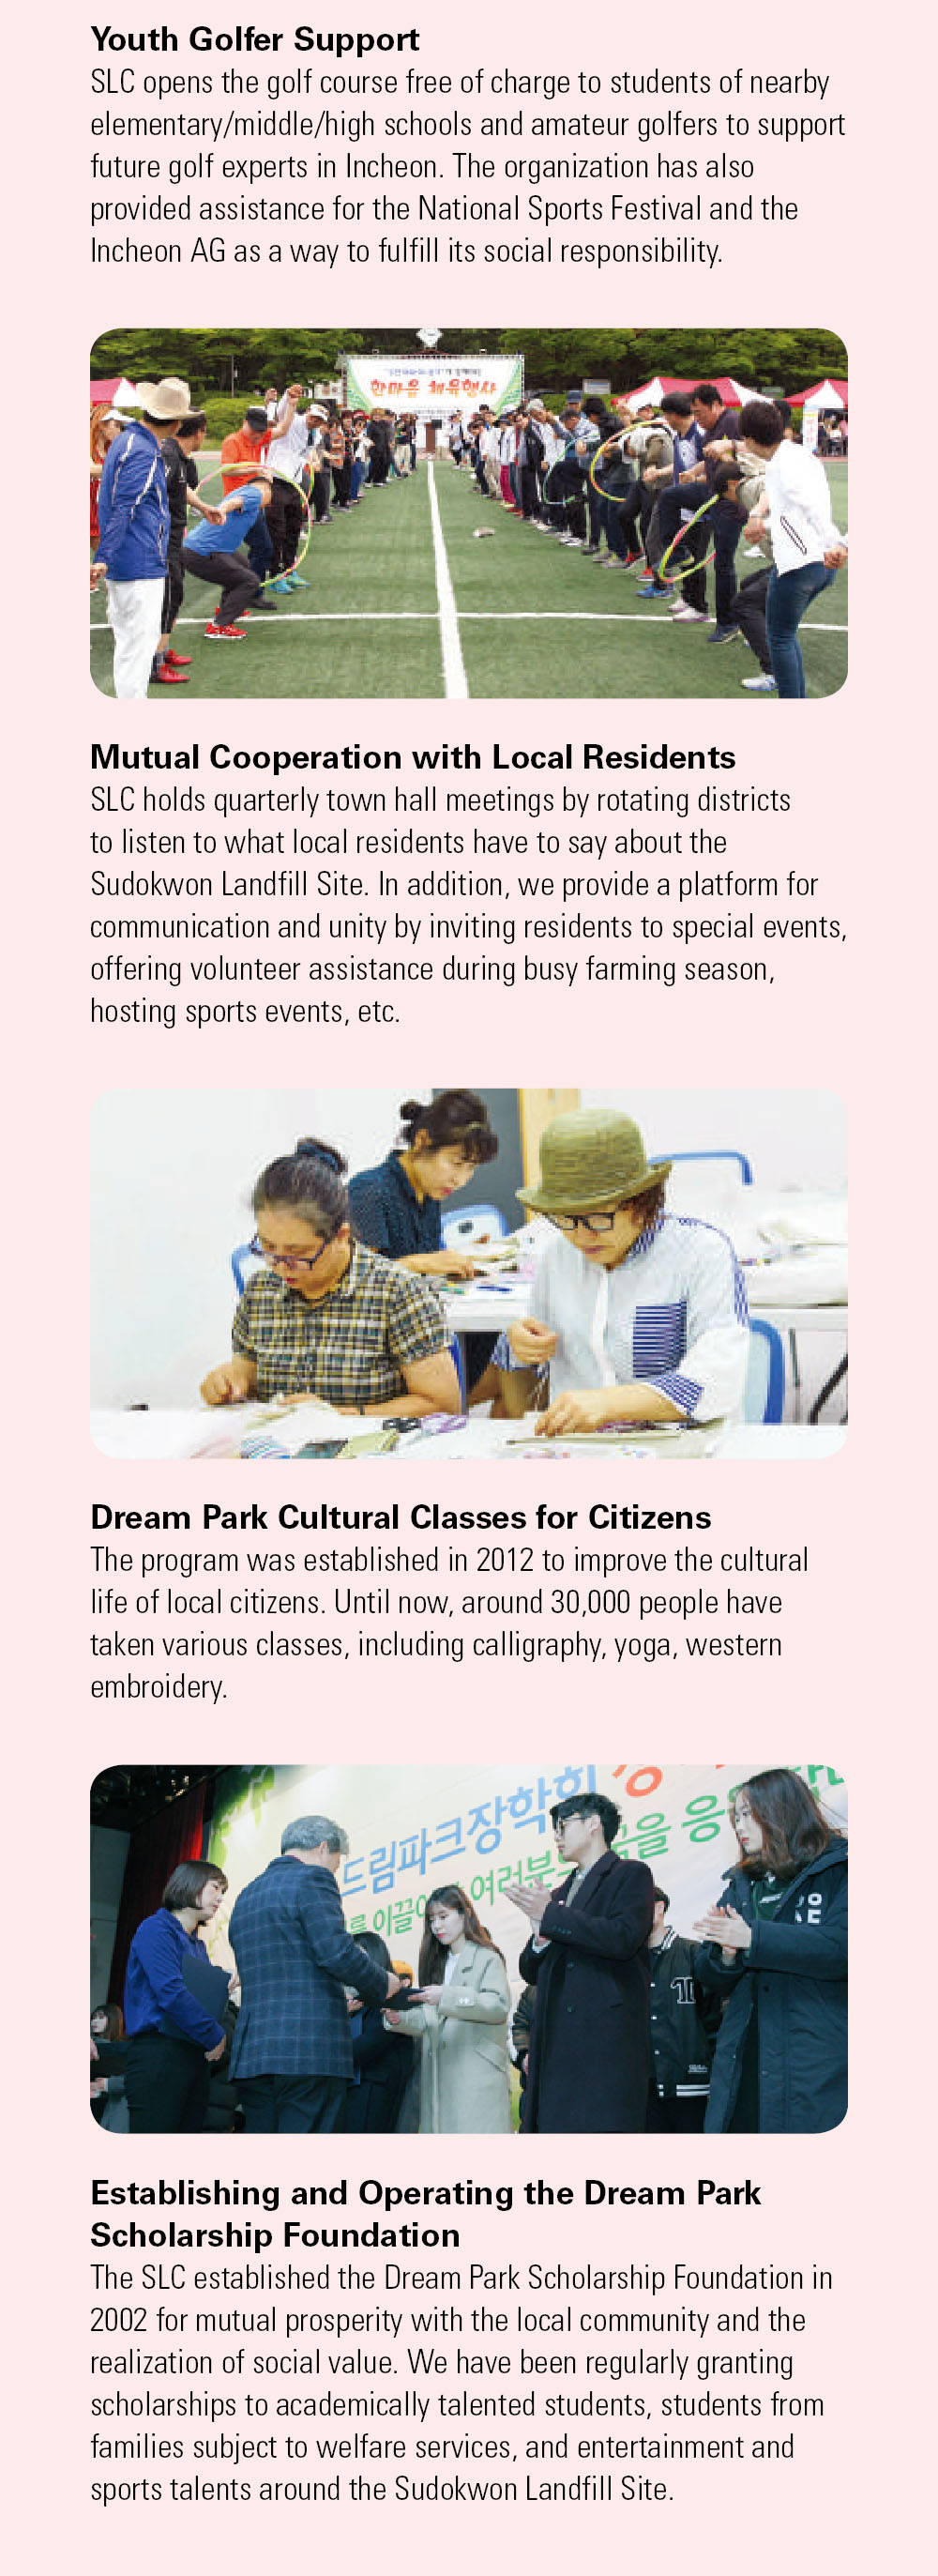 Youth Golfer Support
SLC opens the golf course free of charge to students of nearby
elementary/middle/high schools and amateur golfers to support
future golf experts in Incheon. The organization has also
provided assistance for the National Sports Festival and the
Incheon AG as a way to fulfill its social responsibility.
한마음 체육행사
Mutual Cooperation with Local Residents
SLC holds quarterly town hall meetings by rotating districts
to listen to what local residents have to say about the
Sudokwon Landfill Site. In addition, we provide a platform for
communication and unity by inviting residents to special events,
offering volunteer assistance during busy farming season,
hosting sports events, etc.
Dream Park Cultural Classes for Citizens
The program was established in 2012 to improve the cultural
life of local citizens. Until now, around 30,000 people have
taken various classes, including calligraphy, yoga, western
embroidery.
드림파크장학회
여러분
Establishing and Operating the Dream Park
Scholarship Foundation
The SLC established the Dream Park Scholarship Foundation in
2002 for mutual prosperity with the local community and the
realization of social value. We have been regularly granting
scholarships to academically talented students, students from
families subject to welfare services, and entertainment and
sports talents around the Sudokwon Landfill Site.